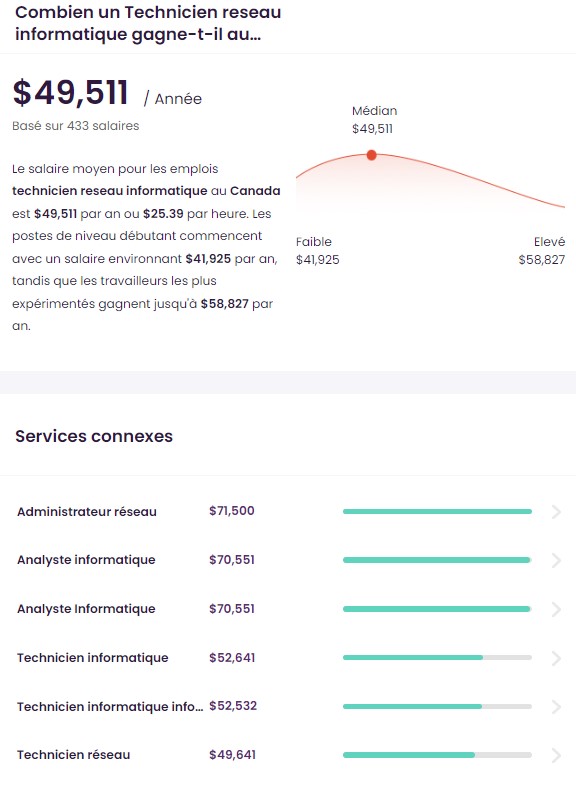 Combien un Technicien reseau
informatique gagne-t-il au...
$49,511 / Année
Basé sur 433 salaires
Le salaire moyen pour les emplois
technicien reseau informatique au Canada
est $49,511 par an ou $25.39 par heure. Les
postes de niveau débutant commencent
avec un salaire environnant $41,925 par an,
tandis que les travailleurs les plus
expérimentés gagnent jusqu'à $58,827 par
an.
Médian
$49,511
Faible
$41,925
Elevé
$58,827
Services connexes
Administrateur réseau $71,500
Analyste informatique $70,551
Analyste Informatique $70,551
Technicien informatique $52,641
Technicien informatique info... $52,532
Technicien réseau $49,641